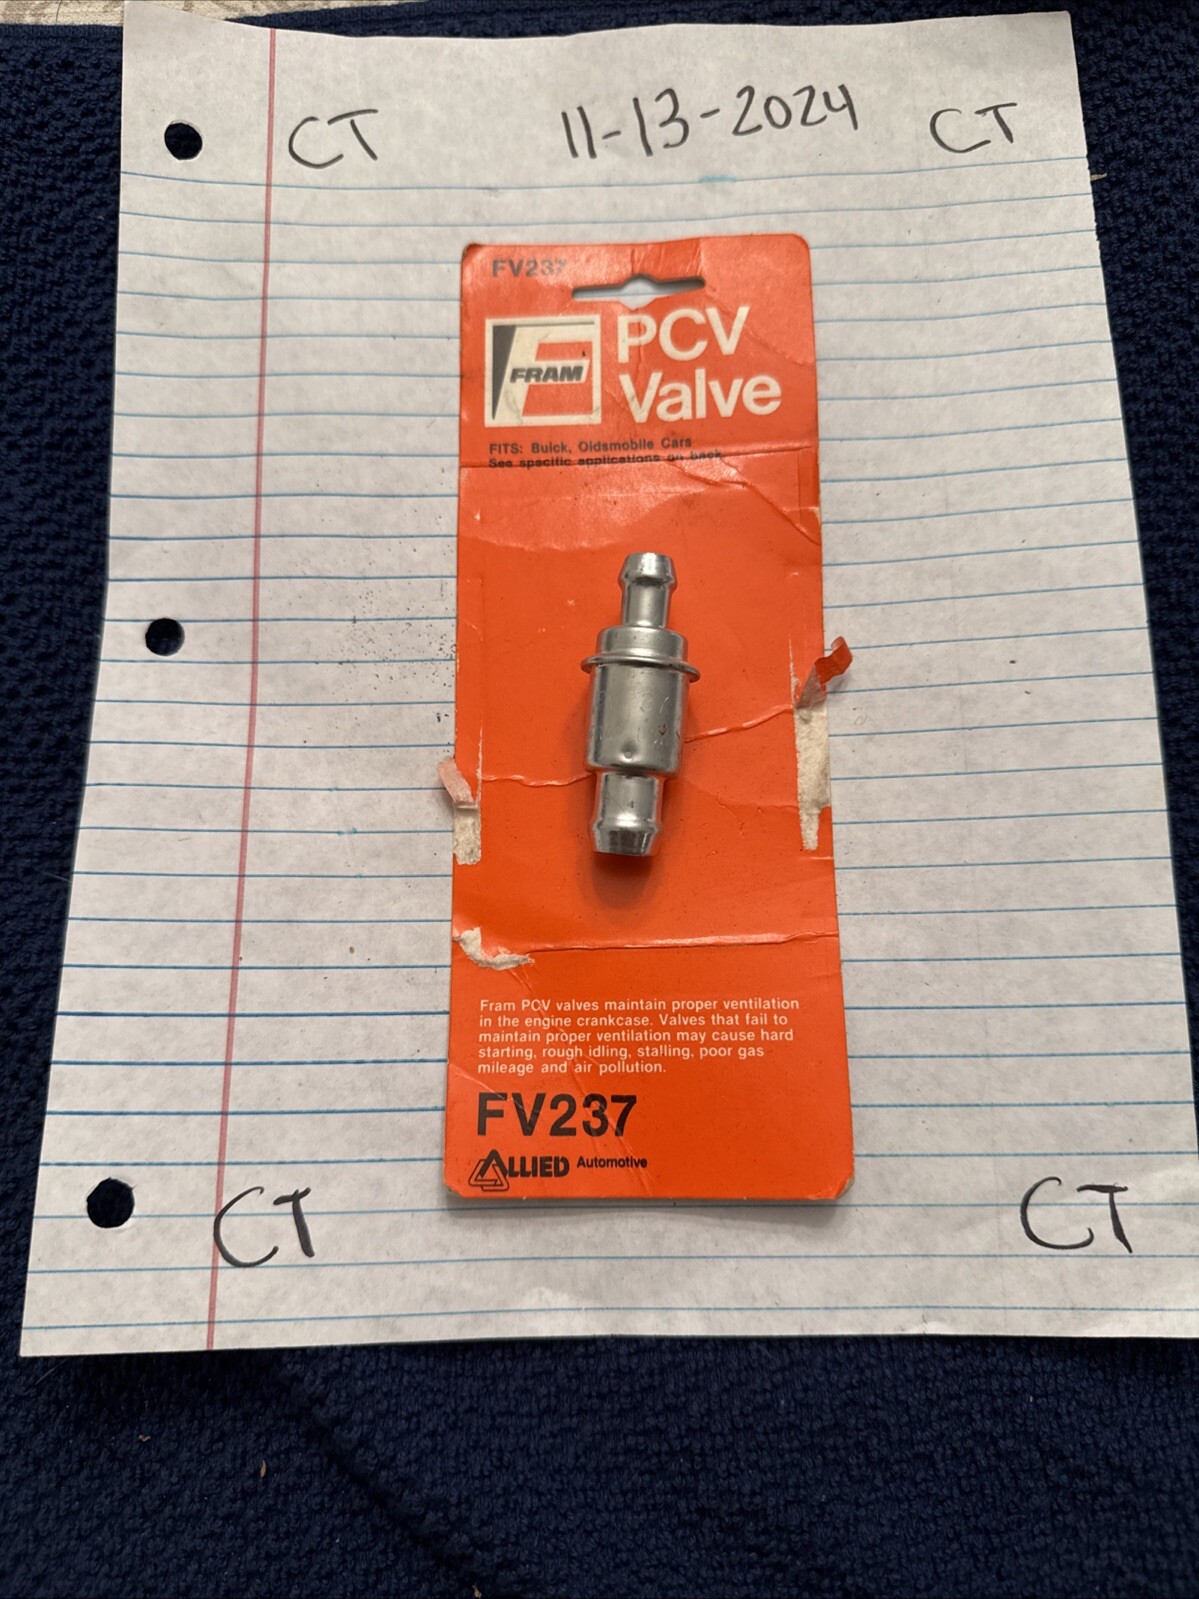 CT 11-13-2024 CT
FV237
FRAM
PCV
Valve
FITS: Buick, Oldsmobile Cars
See specific applications on back.
Fram PCV valves maintain proper ventilation
in the engine crankcase. Valves that fail to
maintain proper ventilation may cause hard
starting, rough idling, stalling, poor gas
mileage and air pollution.
FV237
ALLIED Automotive
CT CT